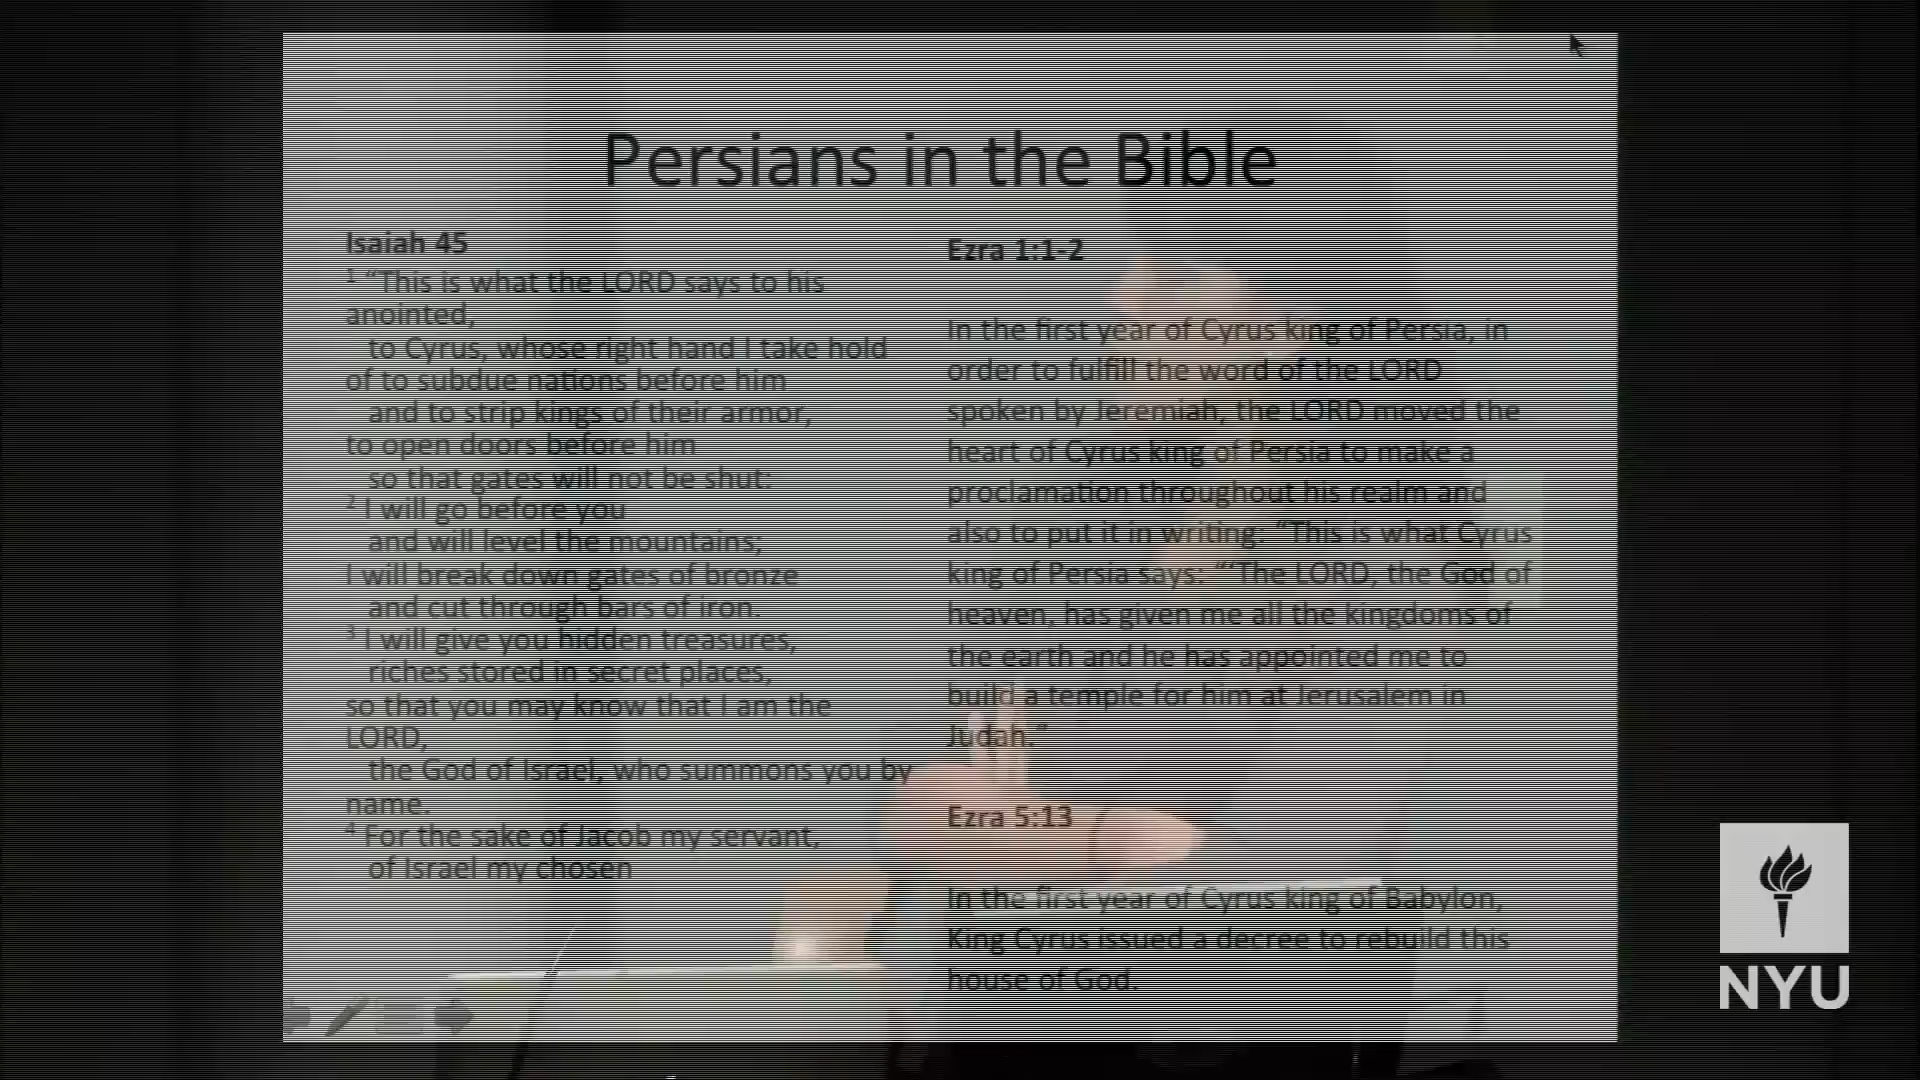 Persians in the Bible
Isaiah 45
1 “This is what the LORD says to his
anointed,
to Cyrus, whose right hand I take hold
of to subdue nations before him
and to strip kings of their armor,
to open doors before him
so that gates will not be shut:
2 I will go before you
and will level the mountains;
I will break down gates of bronze
and cut through bars of iron.
3 I will give you hidden treasures,
riches stored in secret places,
so that you may know that I am the
LORD,
the God of Israel, who summons you by
name.
4 For the sake of Jacob my servant,
of Israel my chosen
Ezra 1:1-2
In the first year of Cyrus king of Persia, in
order to fulfill the word of the LORD
spoken by Jeremiah, the LORD moved the
heart of Cyrus king of Persia to make a
proclamation throughout his realm and
also to put it in writing: “This is what Cyrus
king of Persia says: “‘The LORD, the God of
heaven, has given me all the kingdoms of
the earth and he has appointed me to
build a temple for him at Jerusalem in
Judah.”
Ezra 5:13
In the first year of Cyrus king of Babylon,
King Cyrus issued a decree to rebuild this
house of God.
NYU